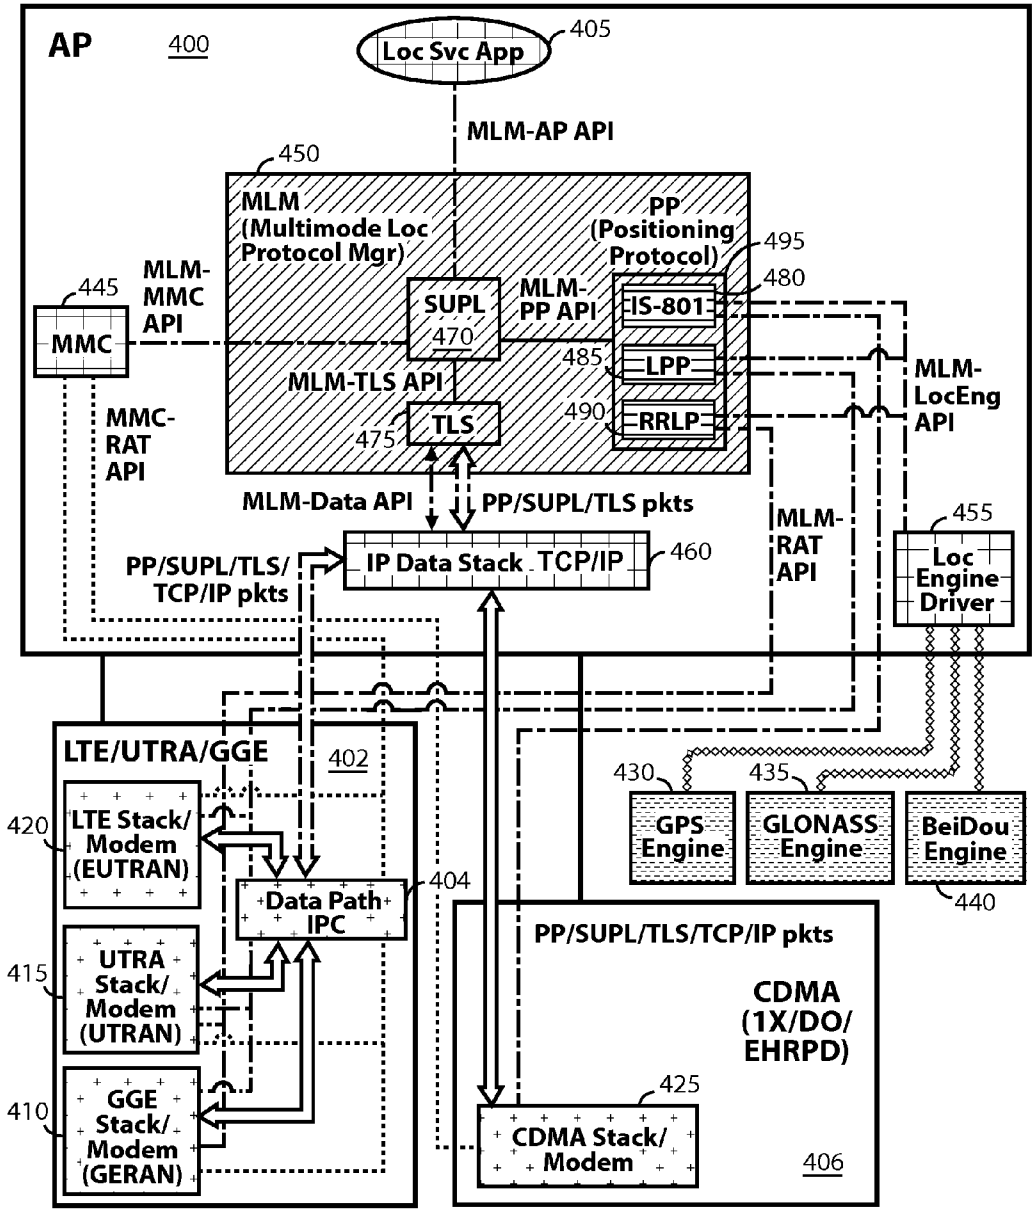 AP
400
405
Loc Svc App
MLM-AP API
450
MLM
(Multimode Loc
Protocol Mgr)
PP
(Positioning
Protocol)
495
445
MLM-
MMC
API
MMC
SUPL
470
MLM-
PP API
480
IS-801
485
LPP
490
RRLP
MLM-
LocEng
API
MLM-TLS API
475
TLS
MMC-
RAT
API
MLM-Data API
PP/SUPL/TLS pkts
MLM-
RAT
API
455
Loc
Engine
Driver
IP Data Stack TCP/IP
460
PP/SUPL/TLS/
TCP/IP pkts
LTE/UTRA/GGE
402
420
LTE Stack/
Modem
(EUTRAN)
Data Path
IPC
404
415
UTRA
Stack/
Modem
(UTRAN)
410
GGE
Stack/
Modem
(GERAN)
430
GPS
Engine
435
GLONASS
Engine
BeiDou
Engine
440
PP/SUPL/TLS/TCP/IP pkts
CDMA
(1X/DO/
EHRPD)
425
CDMA Stack/
Modem
406